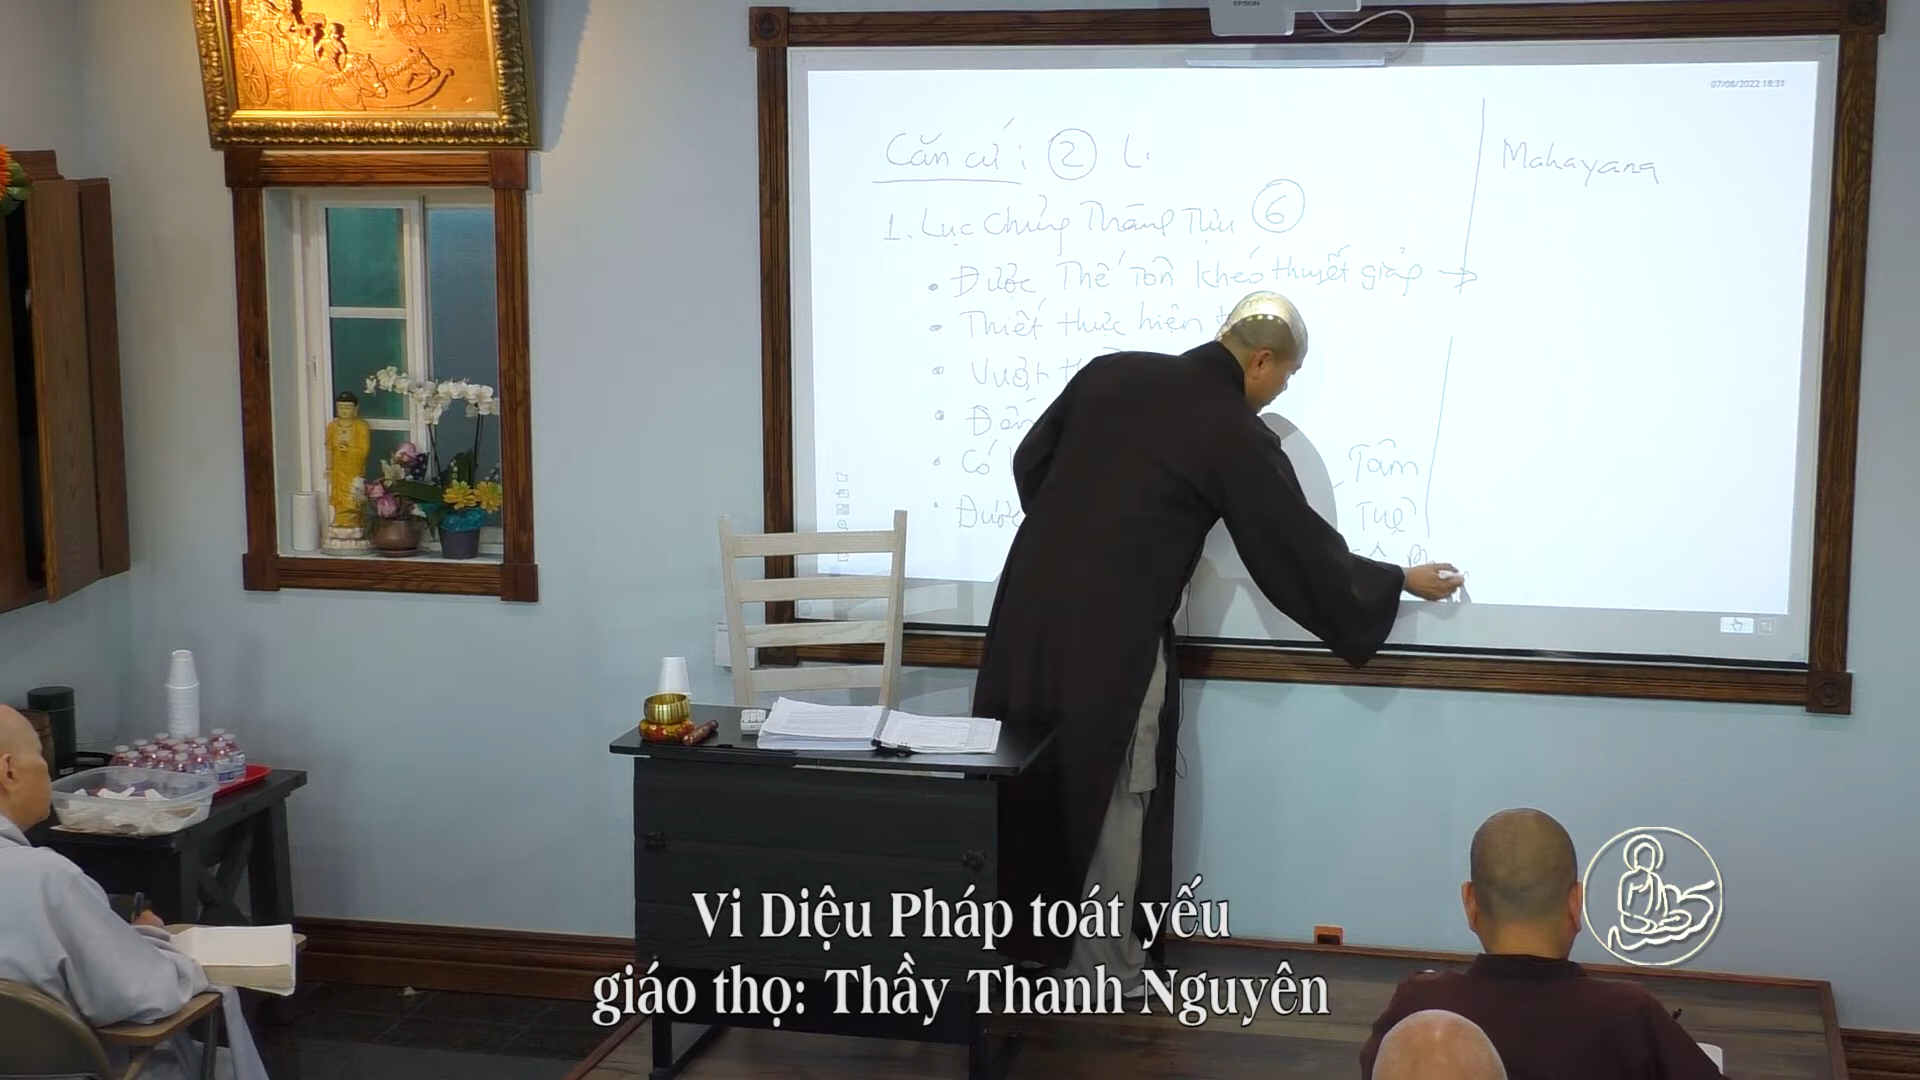 EPSON
07/08/2022 18:31
Căn cứ : 2 L.
Mahayana
1. Lục Chủng Thắng Tựu 6
• Được Thế Tôn khéo thuyết giảng →
• Thiết thực hiện
• Vượt
• Đến
• Có
Tâm
• Được
Tuệ
Vi Diệu Pháp toát yếu
giáo thọ: Thầy Thanh Nguyên